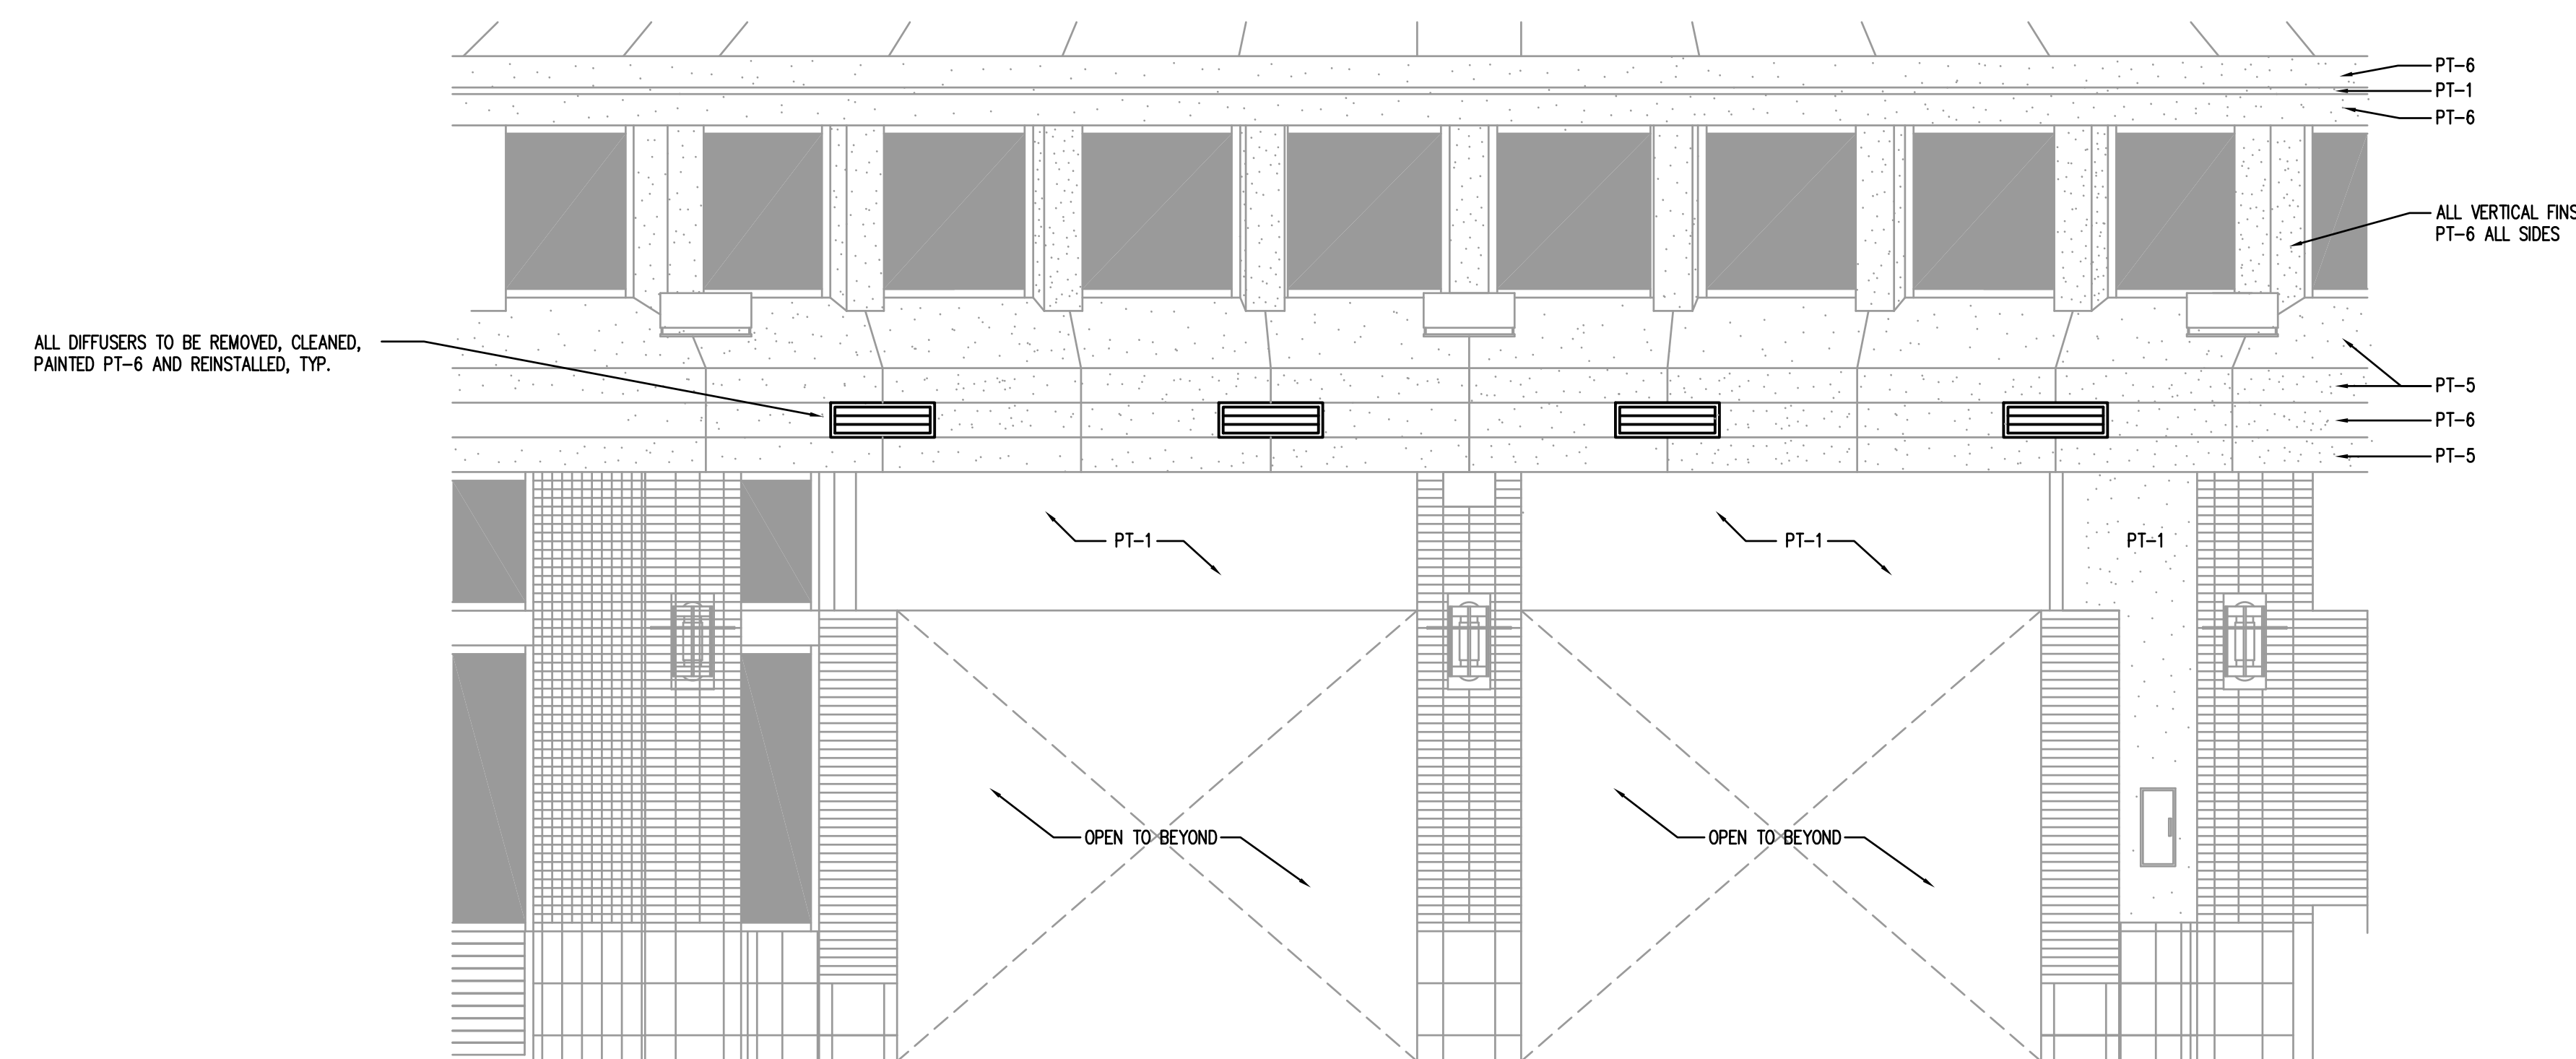 PT-6
PT-1
PT-6
ALL VERTICAL FINS
PT-6 ALL SIDES
ALL DIFFUSERS TO BE REMOVED, CLEANED,
PAINTED PT-6 AND REINSTALLED, TYP.
PT-5
PT-6
PT-5
PT-1
PT-1
PT-1
OPEN TO BEYOND
OPEN TO BEYOND